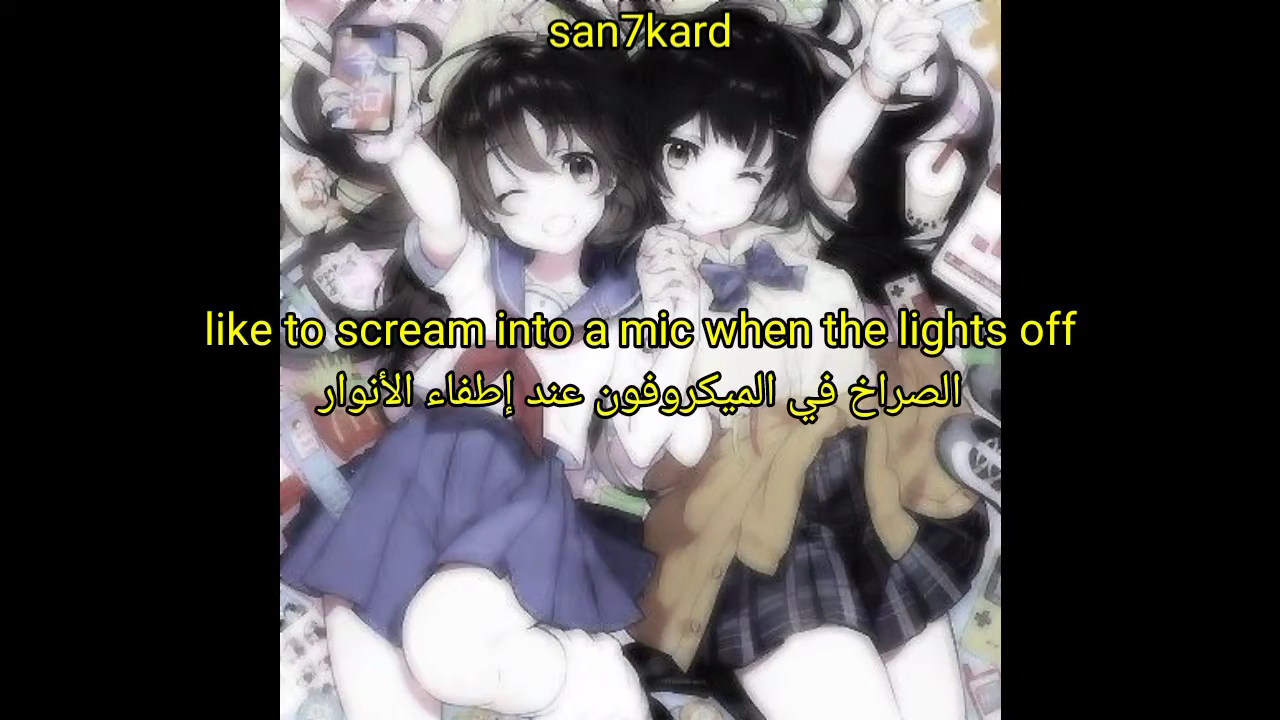 san7kard
like to scream into a mic when the lights off
الصراخ في الميكروفون عند إطفاء الأنوار